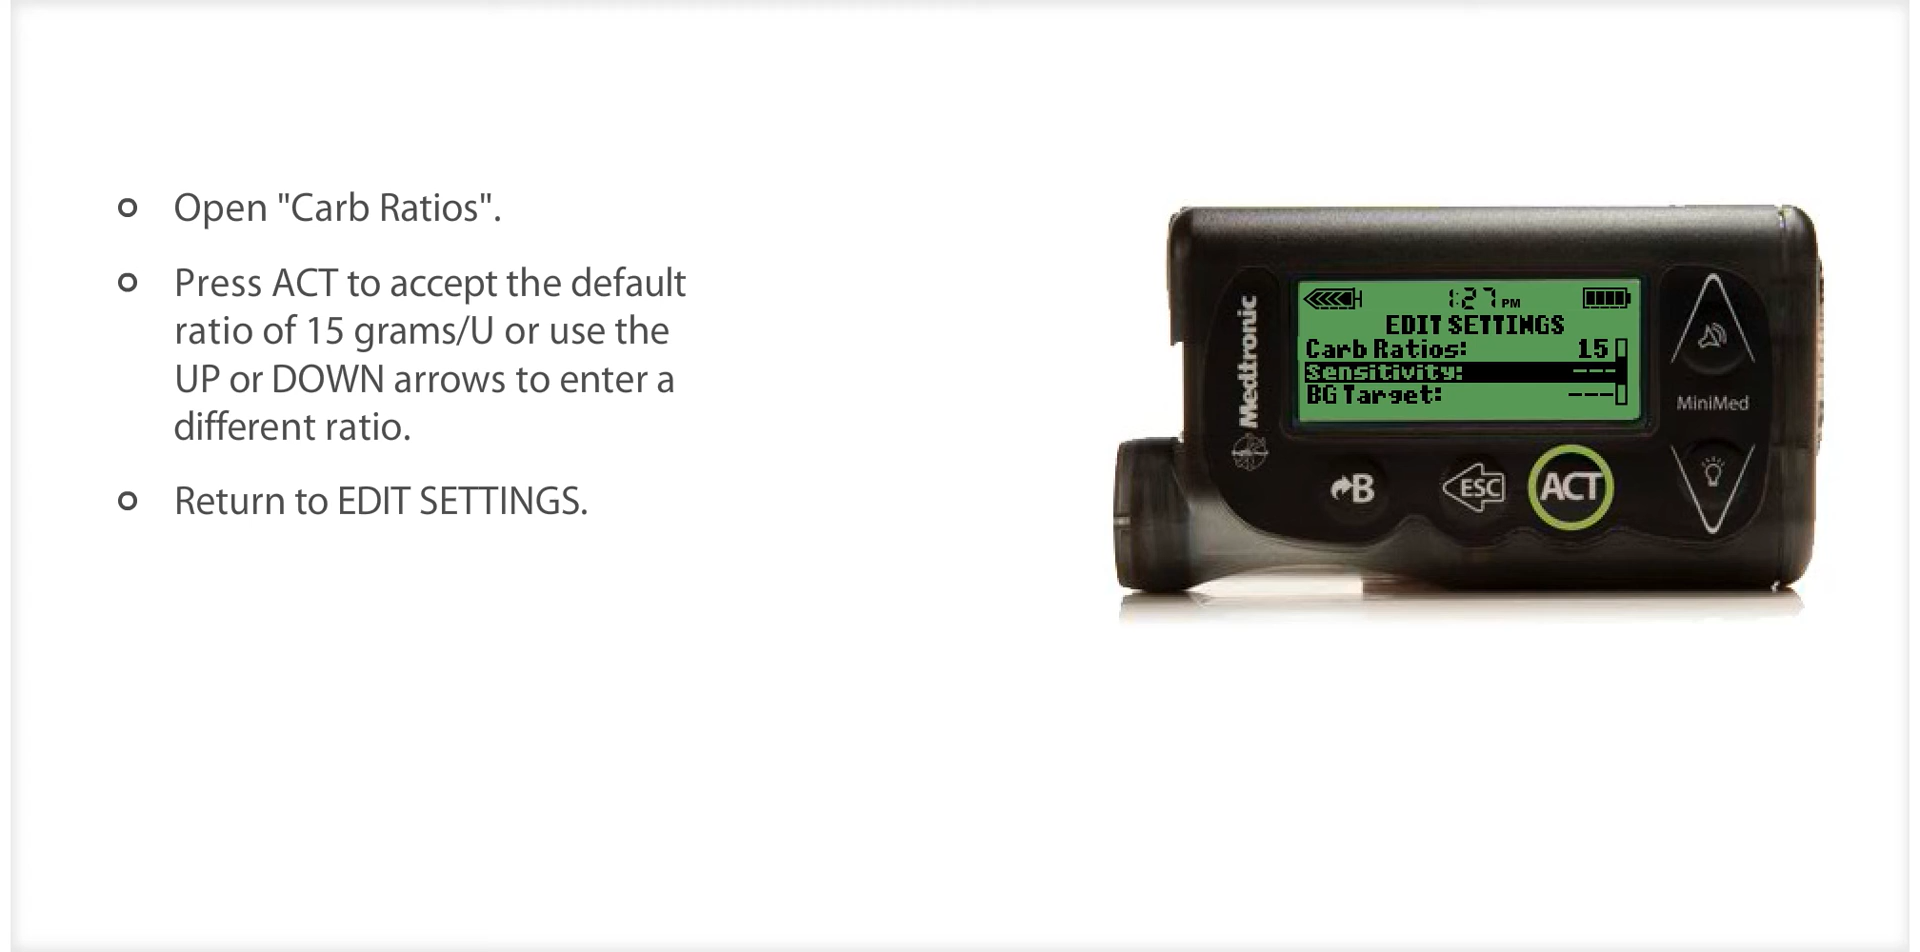 Open "Carb Ratios".
Press ACT to accept the default
ratio of 15 grams/U or use the
UP or DOWN arrows to enter a
different ratio.
Return to EDIT SETTINGS.
Medtronic
1:27 PM
EDIT SETTINGS
Carb Ratios: 15
Sensitivity: ---
BG Target: ---
MiniMed
B
ESC
ACT